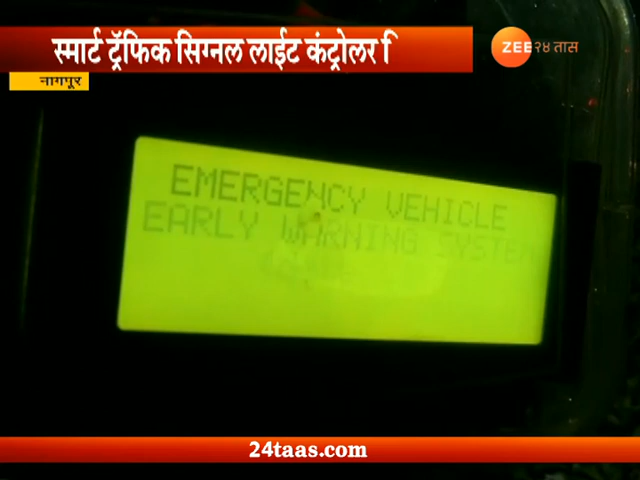 स्मार्ट ट्रॅफिक सिग्नल लाईट कंट्रोलर
ZEE २४ तास
नागपूर
EMERGENCY VEHICLE
EARLY WARNING SYSTEM
24taas.com